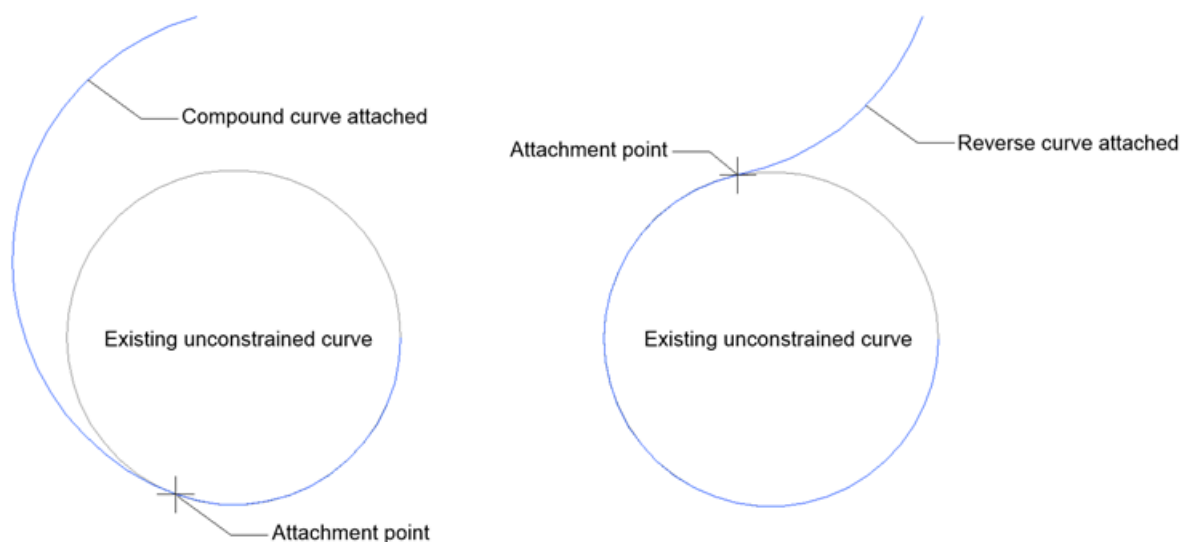 Compound curve attached
Existing unconstrained curve
Attachment point
Attachment point
Reverse curve attached
Existing unconstrained curve